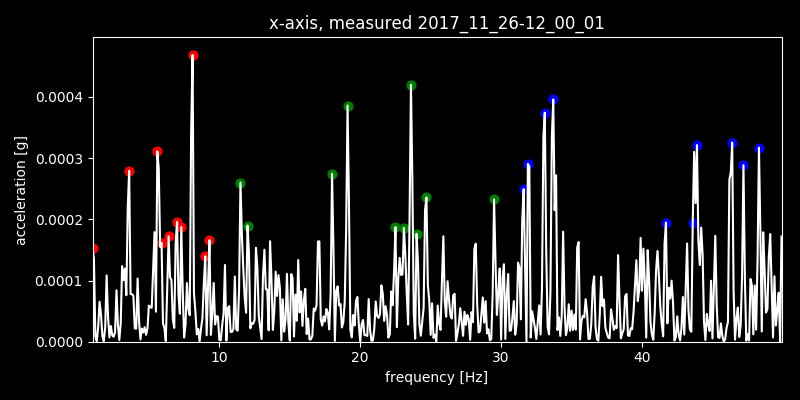 x-axis, measured 2017_11_26-12_00_01
acceleration [g]
0.0004
0.0003
0.0002
0.0001
0.0000
10 20 30 40
frequency [Hz]